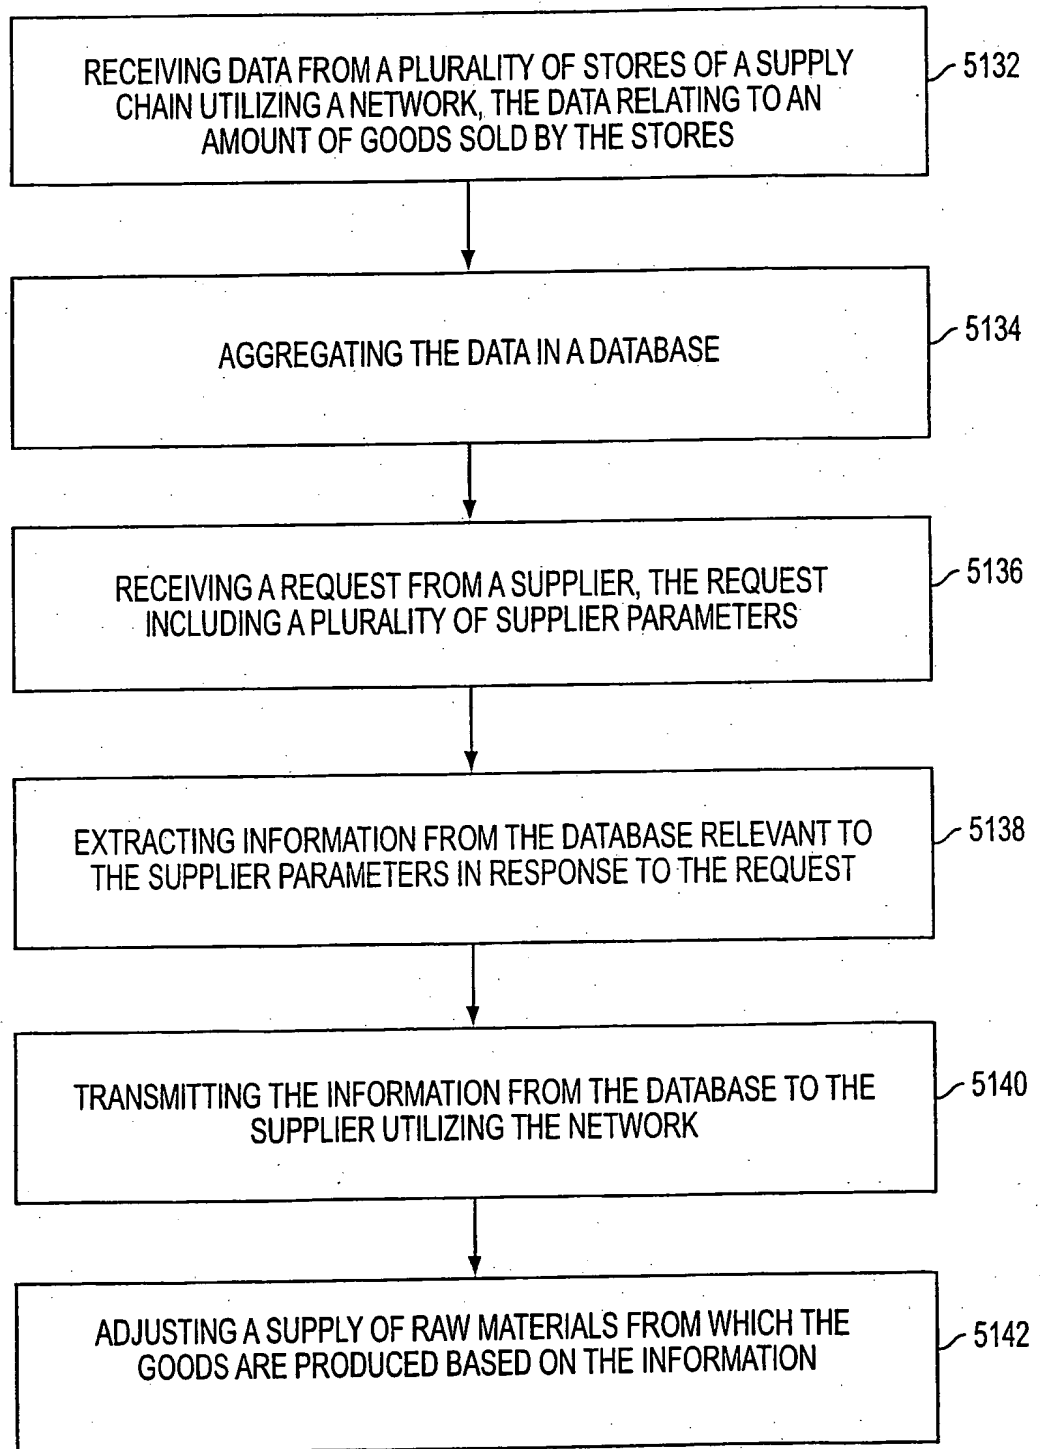 RECEIVING DATA FROM A PLURALITY OF STORES OF A SUPPLY
CHAIN UTILIZING A NETWORK, THE DATA RELATING TO AN
AMOUNT OF GOODS SOLD BY THE STORES
5132
AGGREGATING THE DATA IN A DATABASE
5134
RECEIVING A REQUEST FROM A SUPPLIER, THE REQUEST
INCLUDING A PLURALITY OF SUPPLIER PARAMETERS
5136
EXTRACTING INFORMATION FROM THE DATABASE RELEVANT TO
THE SUPPLIER PARAMETERS IN RESPONSE TO THE REQUEST
5138
TRANSMITTING THE INFORMATION FROM THE DATABASE TO THE
SUPPLIER UTILIZING THE NETWORK
5140
ADJUSTING A SUPPLY OF RAW MATERIALS FROM WHICH THE
GOODS ARE PRODUCED BASED ON THE INFORMATION
5142